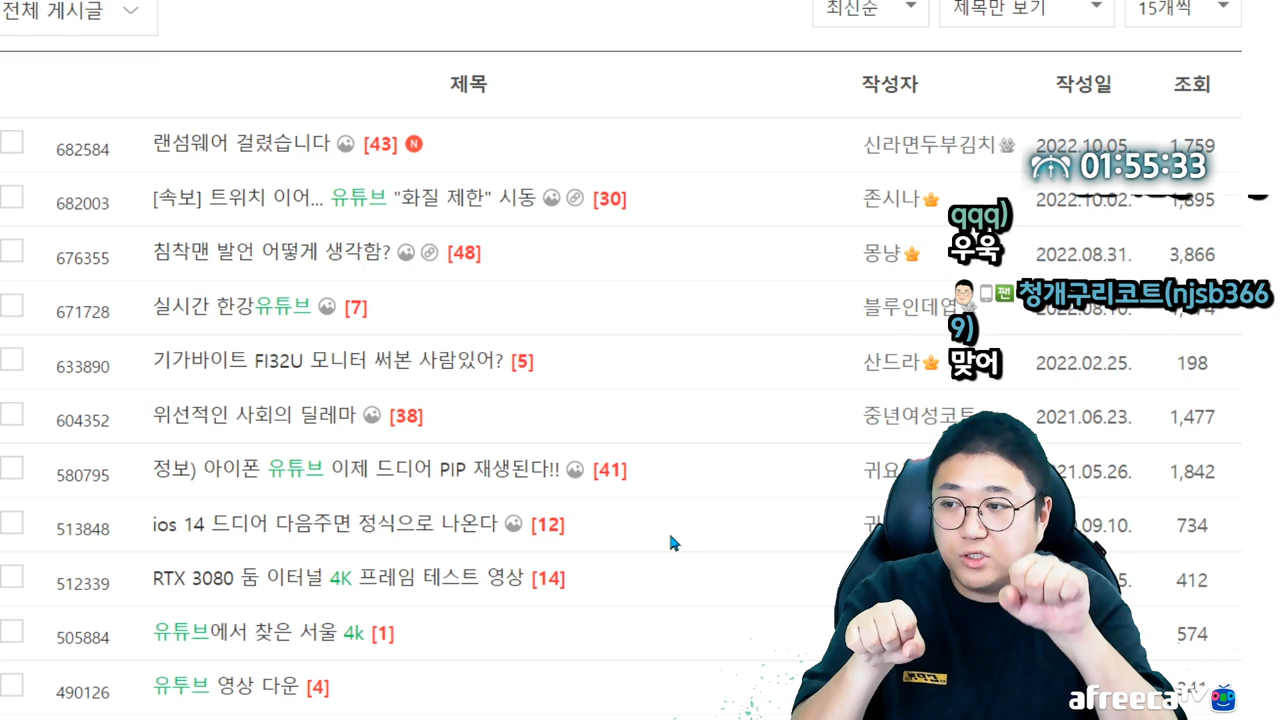 전체 게시글
최신순
제목만 보기
15개씩
제목 작성자 작성일 조회
682584 랜섬웨어 걸렸습니다 [43] N 신라면두부김치 2022.10.05. 1,759
01:55:33
682003 [속보] 트위치 이어... 유튜브 "화질 제한" 시동 [30] 존시나 2022.10.02. 1,895
qqq)
우욱
676355 침착맨 발언 어떻게 생각함? [48] 몽냥 2022.08.31. 3,866
팬 청개구리코트(njsb366
9)
맞어
671728 실시간 한강유튜브 [7] 블루인데엽
633890 기가바이트 FI32U 모니터 써본 사람있어? [5] 산드라 2022.02.25. 198
604352 위선적인 사회의 딜레마 [38] 중년여성코트 2021.06.23. 1,477
580795 정보) 아이폰 유튜브 이제 드디어 PIP 재생된다!! [41] 귀요 21.05.26. 1,842
513848 ios 14 드디어 다음주면 정식으로 나온다 [12] 09.10. 734
512339 RTX 3080 둠 이터널 4K 프레임 테스트 영상 [14] 412
505884 유튜브에서 찾은 서울 4k [1] 574
490126 유투브 영상 다운 [4]
afreecaTV